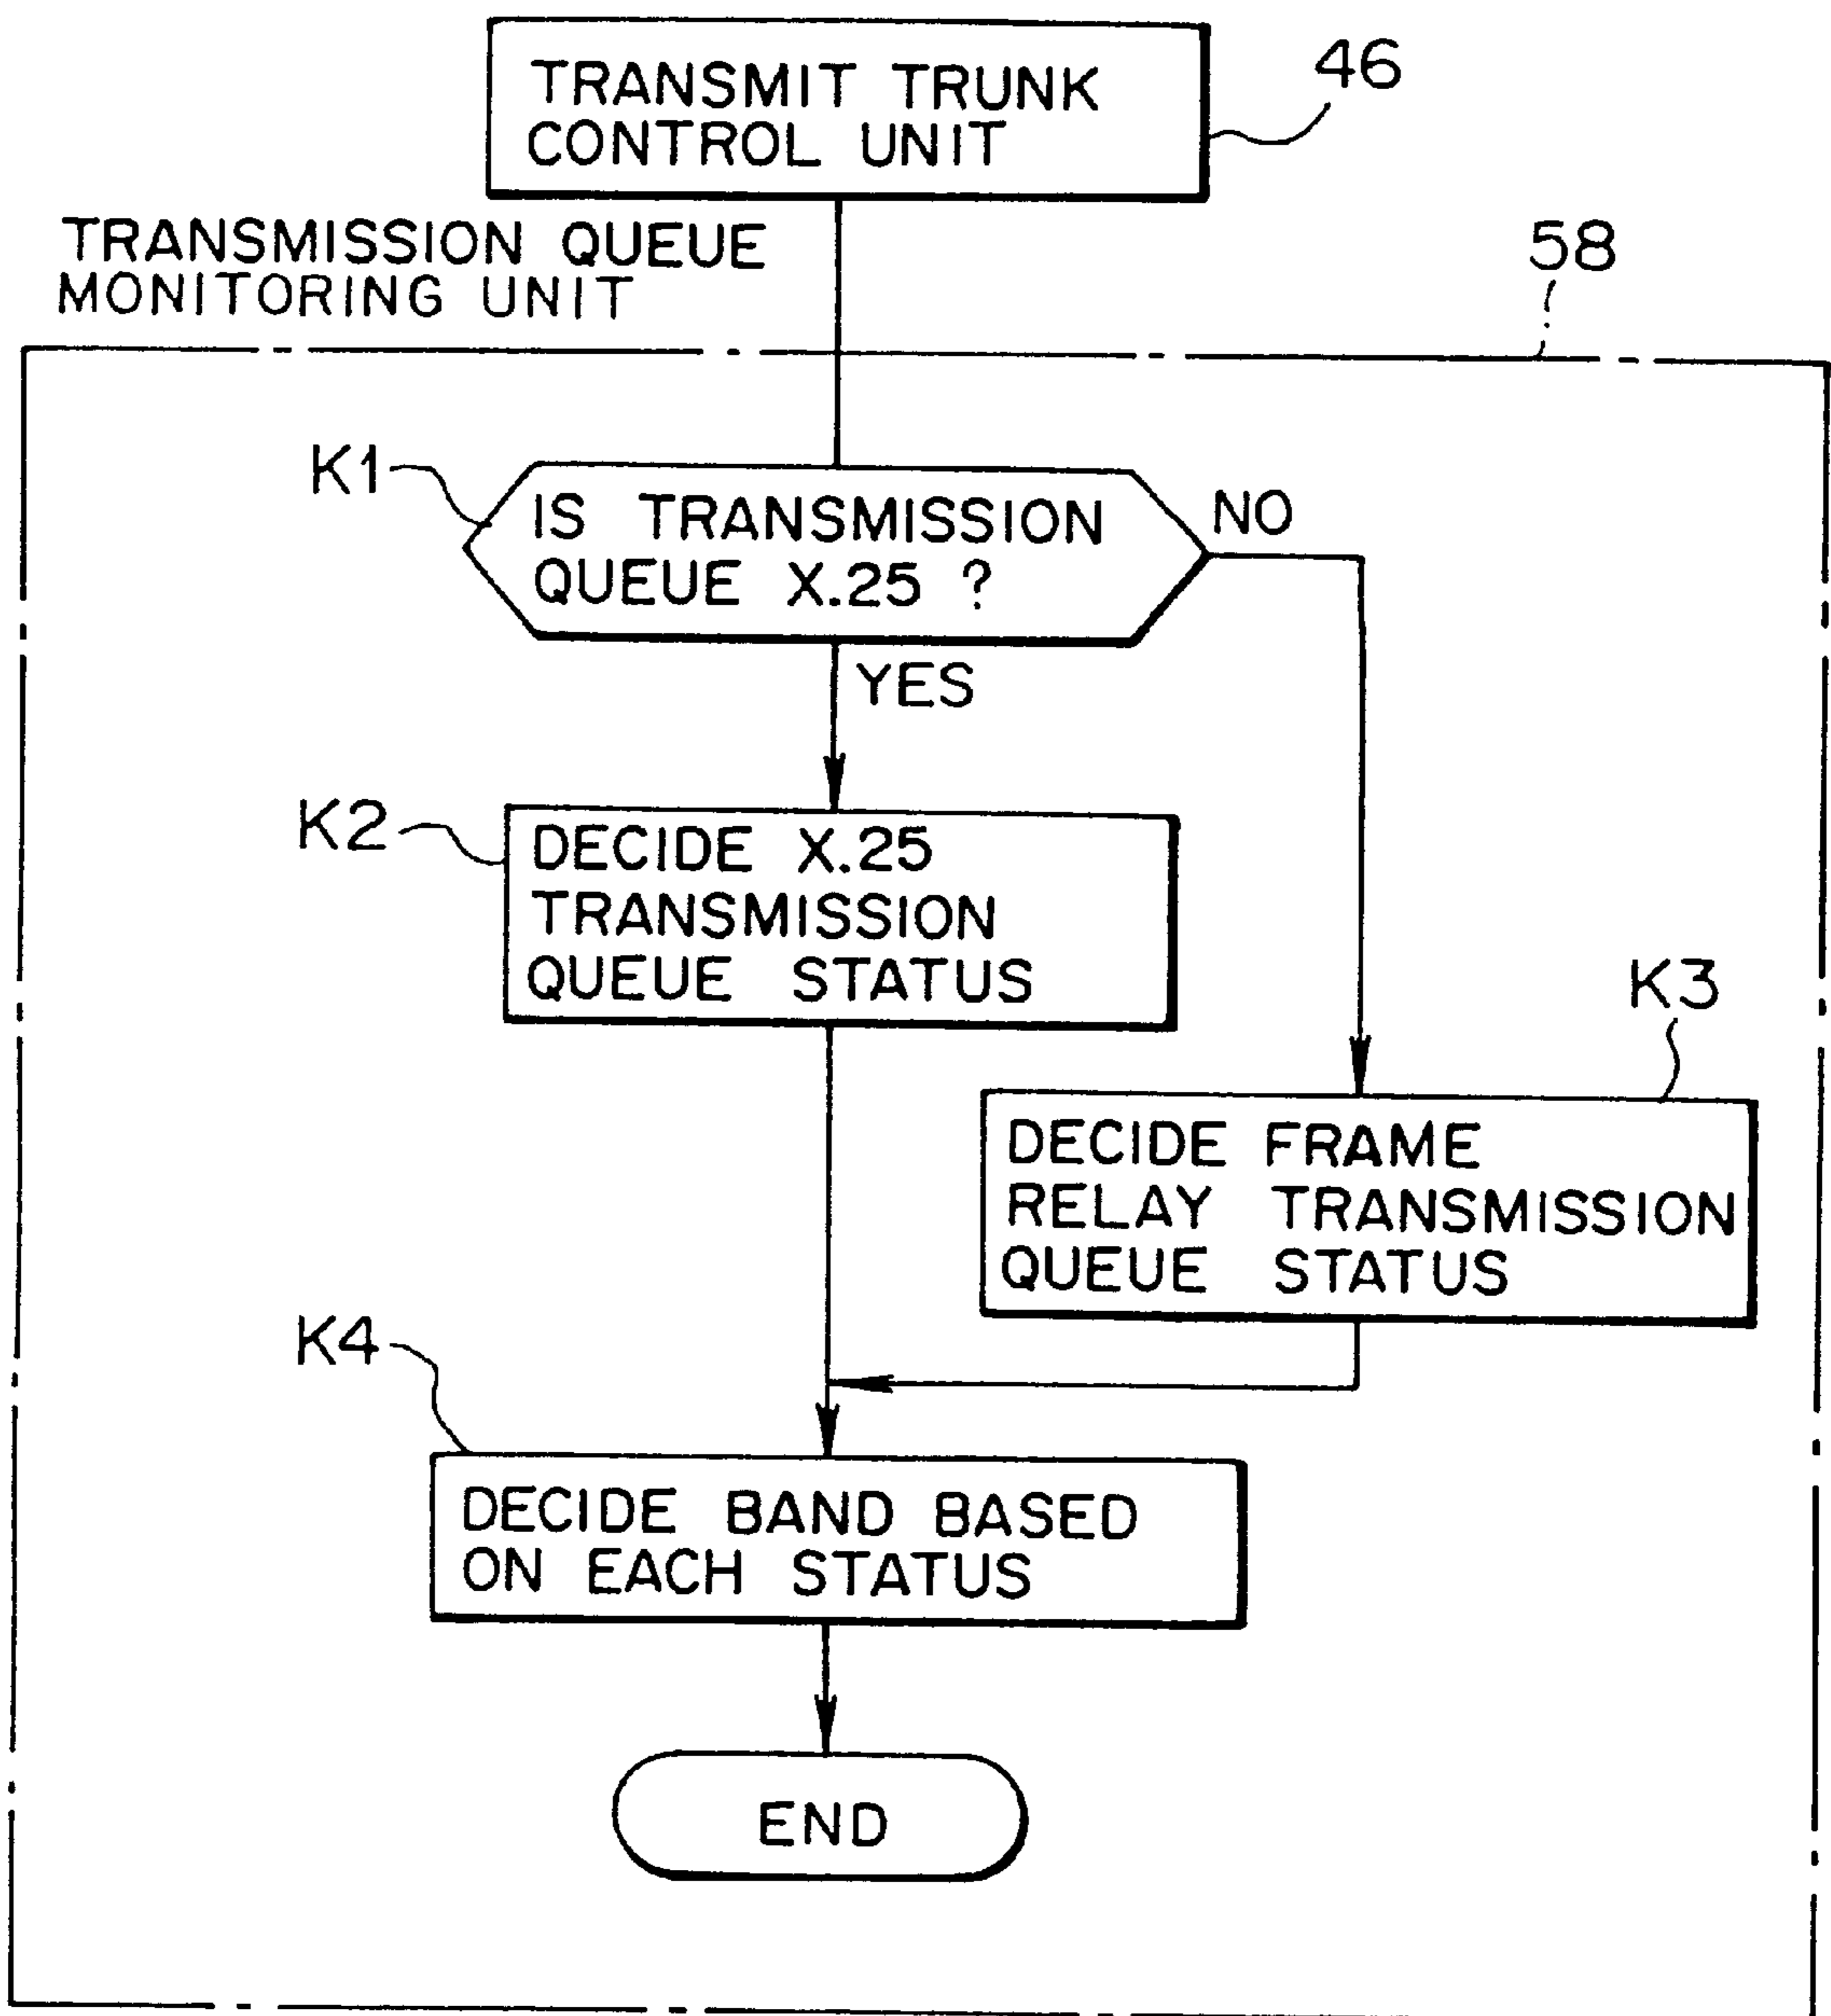 TRANSMIT TRUNK
CONTROL UNIT
46
TRANSMISSION QUEUE
MONITORING UNIT
58
K1
IS TRANSMISSION
QUEUE X.25 ?
NO
YES
K2
DECIDE X.25
TRANSMISSION
QUEUE STATUS
K3
DECIDE FRAME
RELAY TRANSMISSION
QUEUE STATUS
K4
DECIDE BAND BASED
ON EACH STATUS
END